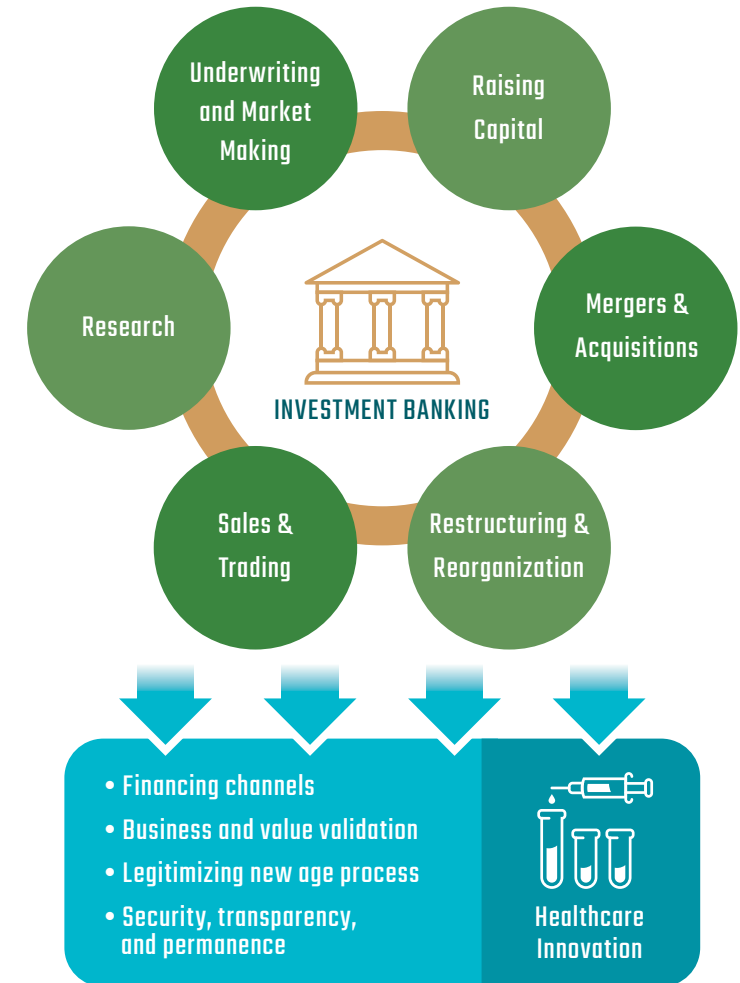 Underwriting
and Market
Making
Raising
Capital
Research
Mergers &
Acquisitions
INVESTMENT BANKING
Sales &
Trading
Restructuring &
Reorganization
• Financing channels
• Business and value validation
• Legitimizing new age process
• Security, transparency,
and permanence
Healthcare
Innovation